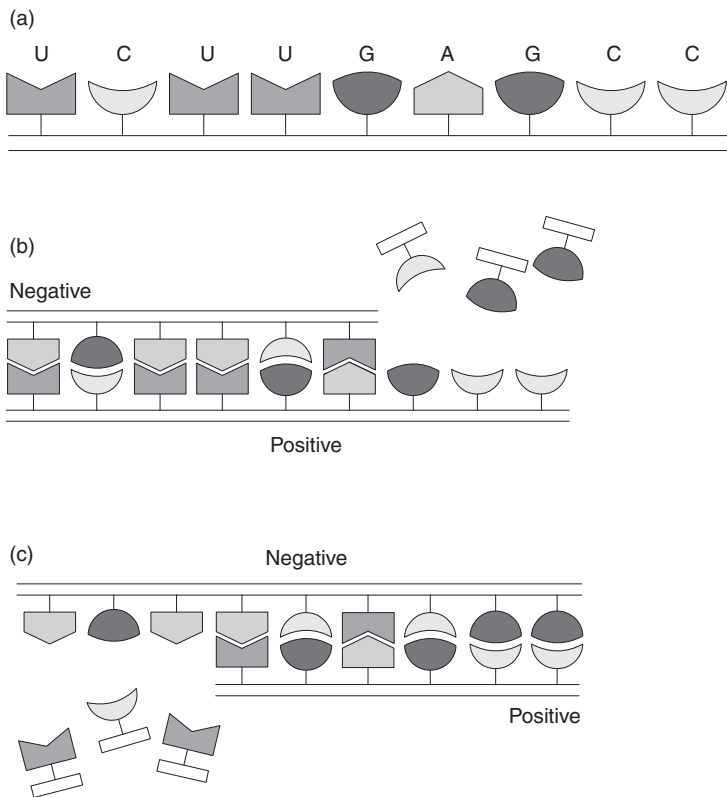 (a)
U C U U G A G C C
(b)
Negative
Positive
(c)
Negative
Positive